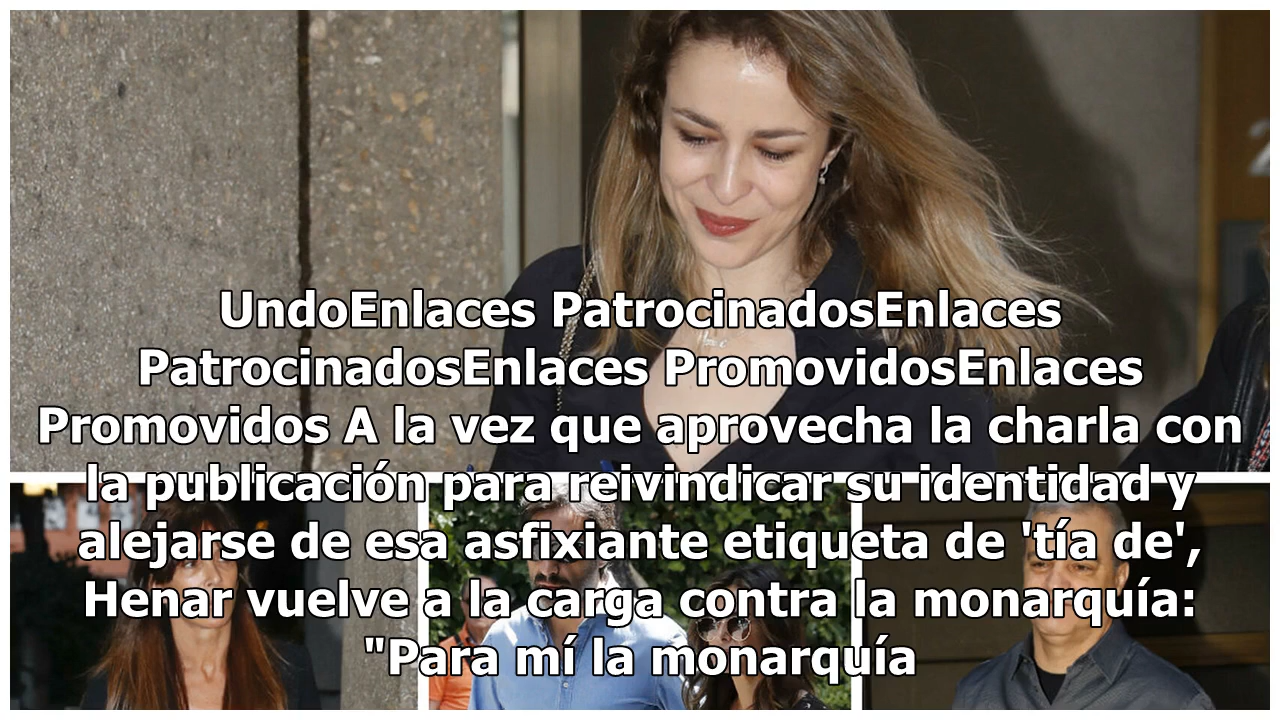 UndoEnlaces PatrocinadosEnlaces
PatrocinadosEnlaces PromovidosEnlaces
Promovidos A la vez que aprovecha la charla con
la publicación para reivindicar su identidad y
alejarse de esa asfixiante etiqueta de 'tía de',
Henar vuelve a la carga contra la monarquía:
"Para mí la monarquía